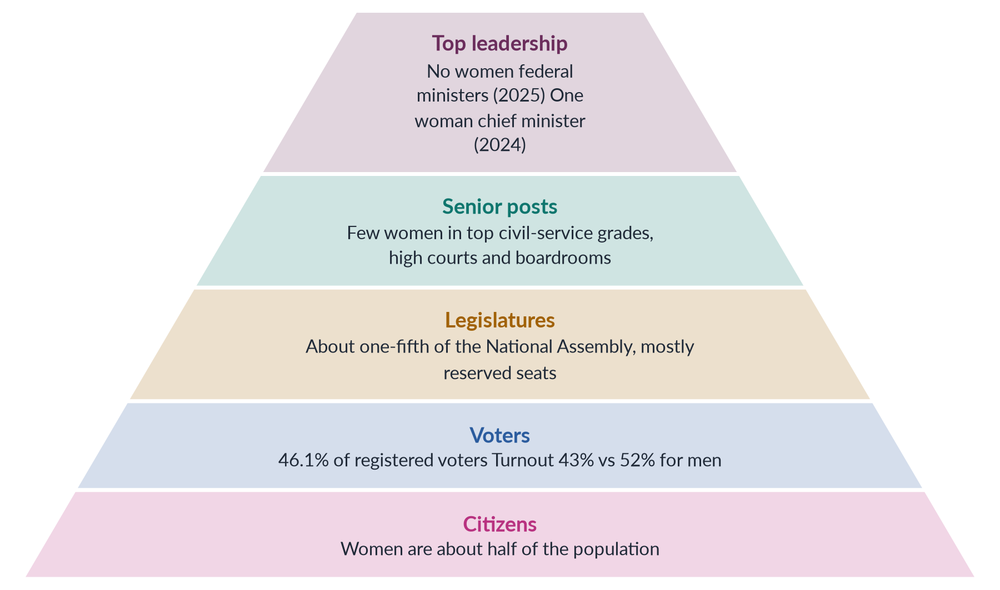 Top leadership
No women federal
ministers (2025) One
woman chief minister
(2024)
Senior posts
Few women in top civil-service grades,
high courts and boardrooms
Legislatures
About one-fifth of the National Assembly, mostly
reserved seats
Voters
46.1% of registered voters Turnout 43% vs 52% for men
Citizens
Women are about half of the population